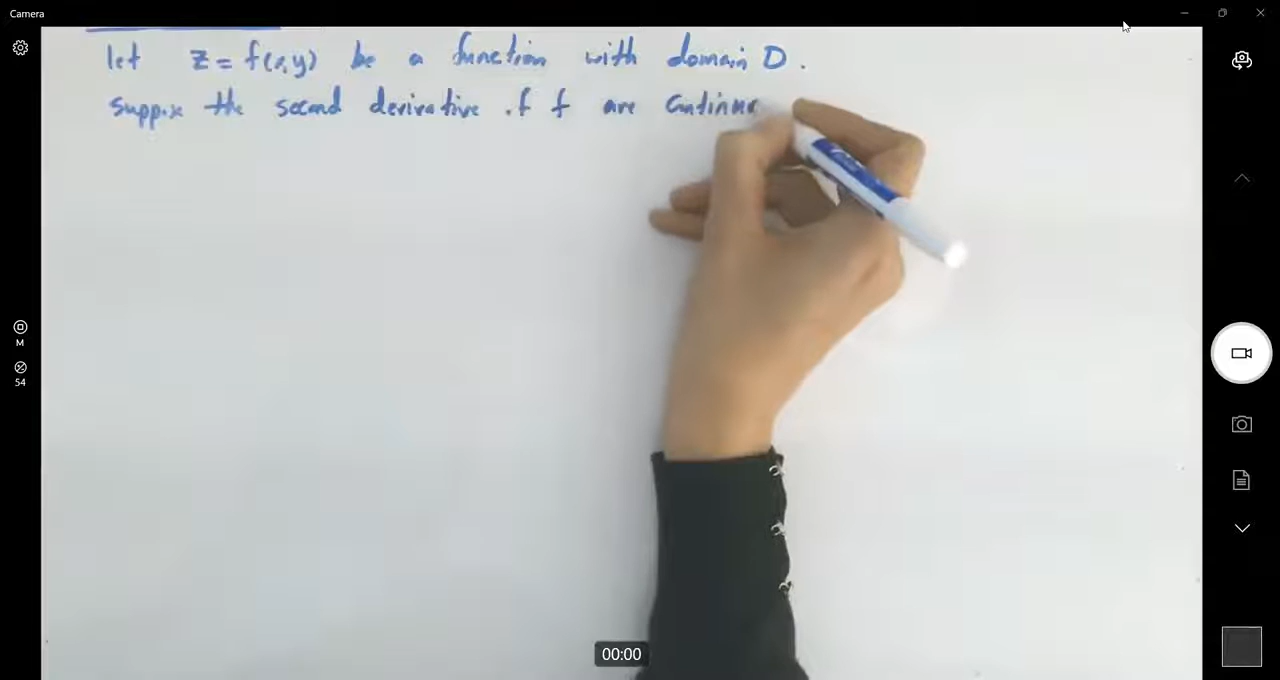 Camera
let z = f(x,y) be a function with domain D.
suppose the second derivative of f are continu
M
54
00:00